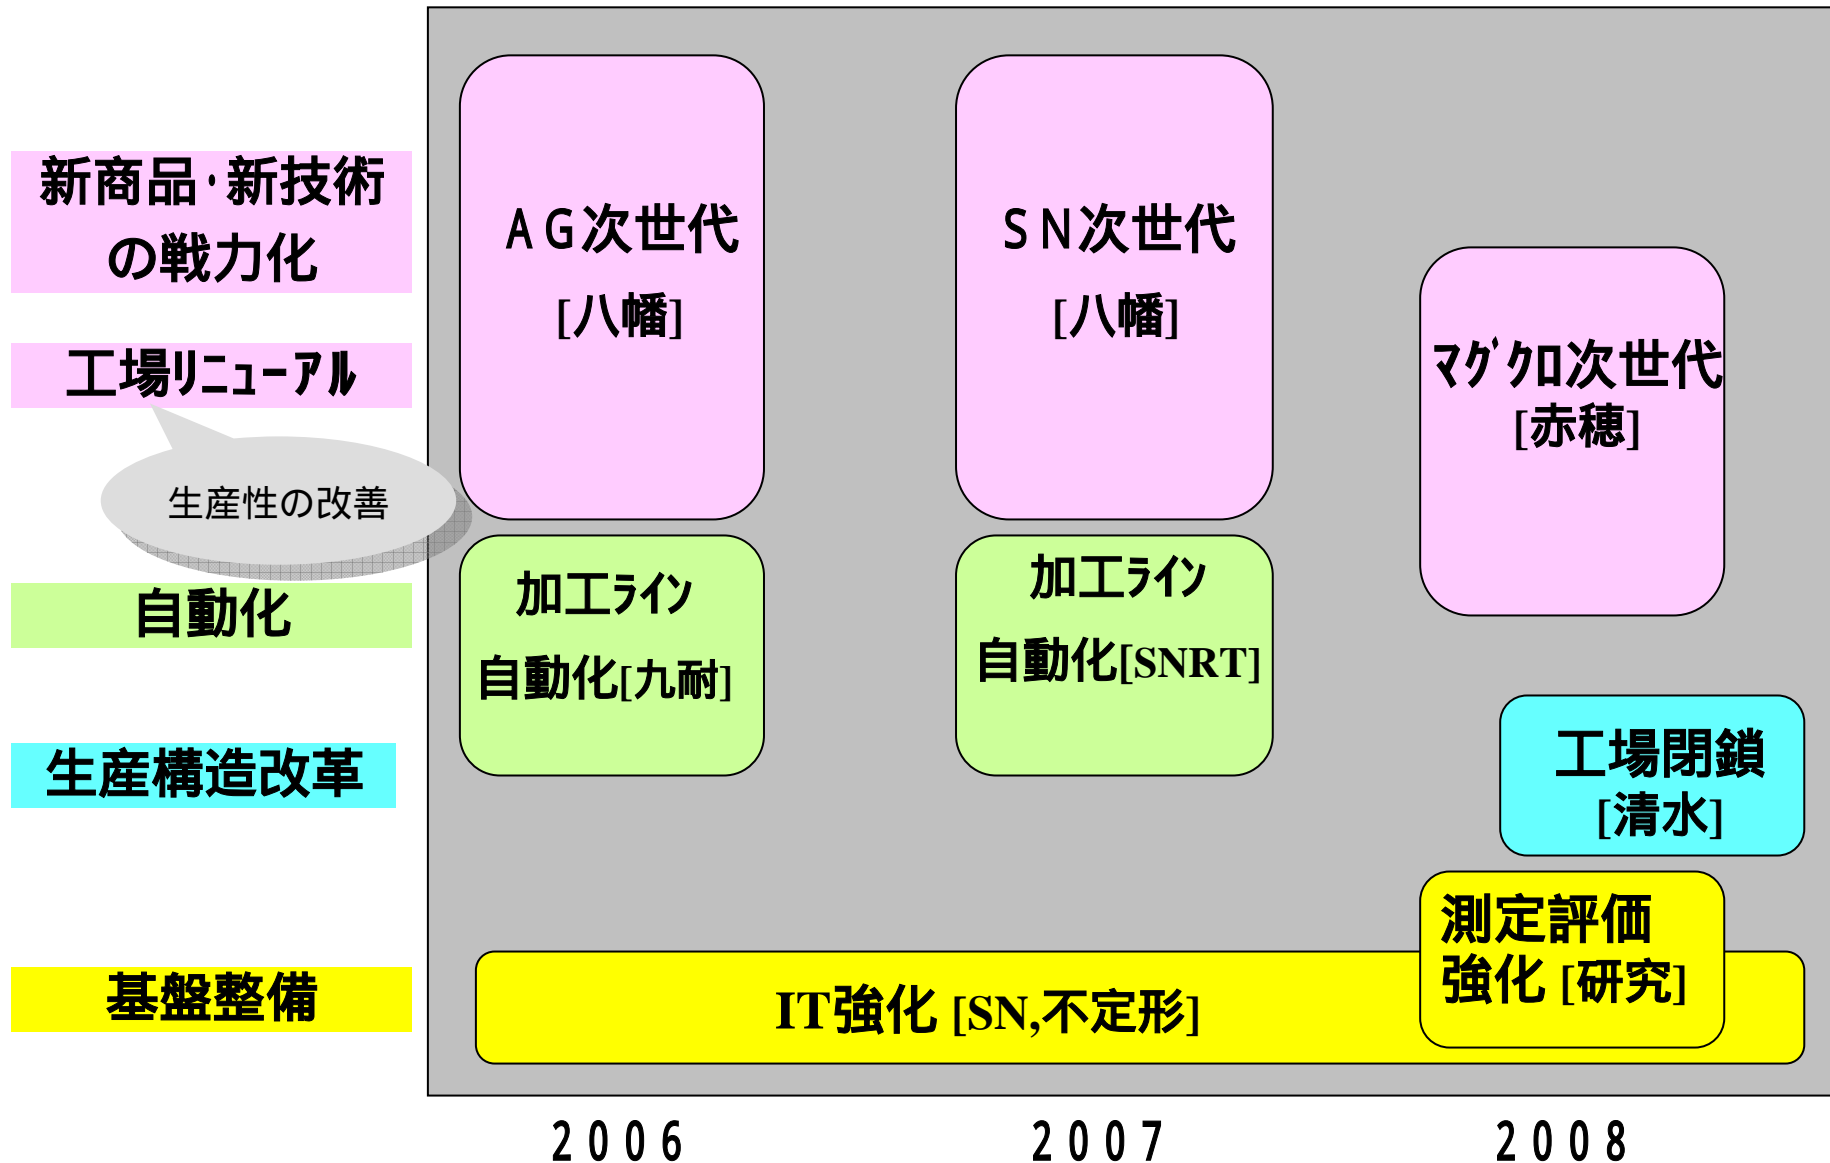 新商品・新技術
の戦力化
工場ﾘﾆｭｰｱﾙ
生産性の改善
自動化
生産構造改革
基盤整備
ＡＧ次世代
[八幡]
ＳＮ次世代
[八幡]
ﾏｸﾞｸﾛ次世代
[赤穂]
加工ﾗｲﾝ
自動化[九耐]
加工ﾗｲﾝ
自動化[SNRT]
工場閉鎖
[清水]
測定評価
強化 [研究]
IT強化 [SN,不定形]
２００６
２００７
２００８